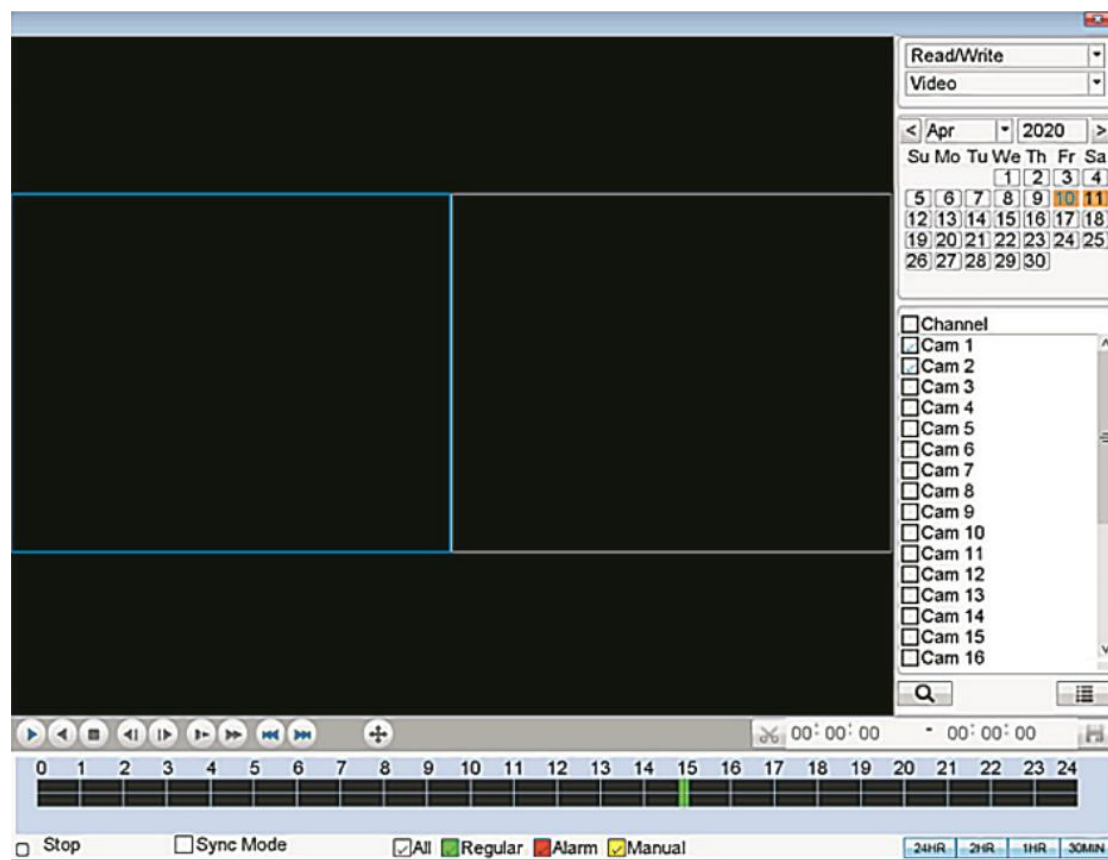 Read/Write
Video
< Apr 2020 >
Su Mo Tu We Th Fr Sa
1 2 3 4
5 6 7 8 9 10 11
12 13 14 15 16 17 18
19 20 21 22 23 24 25
26 27 28 29 30
Channel
Cam 1
Cam 2
Cam 3
Cam 4
Cam 5
Cam 6
Cam 7
Cam 8
Cam 9
Cam 10
Cam 11
Cam 12
Cam 13
Cam 14
Cam 15
Cam 16
00: 00: 00 - 00: 00: 00
0 1 2 3 4 5 6 7 8 9 10 11 12 13 14 15 16 17 18 19 20 21 22 23 24
Stop Sync Mode All Regular Alarm Manual 24HR 2HR 1HR 30MIN